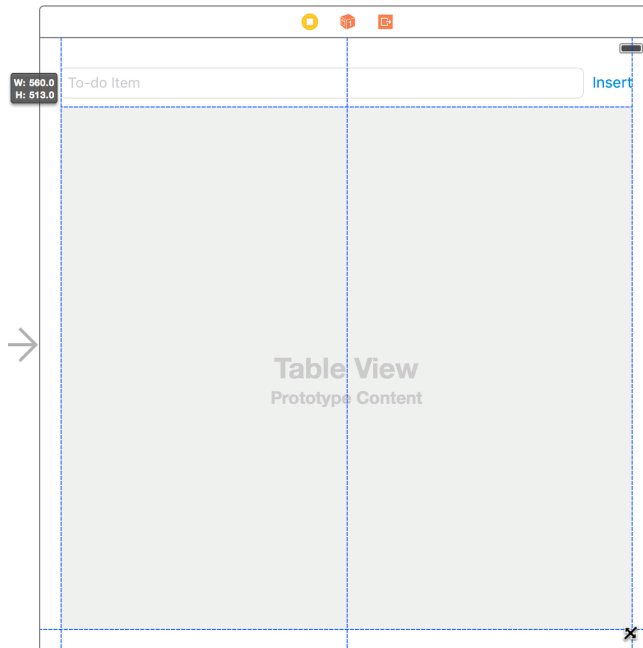 W: 560.0
H: 513.0
To-do Item
Insert
Table View
Prototype Content